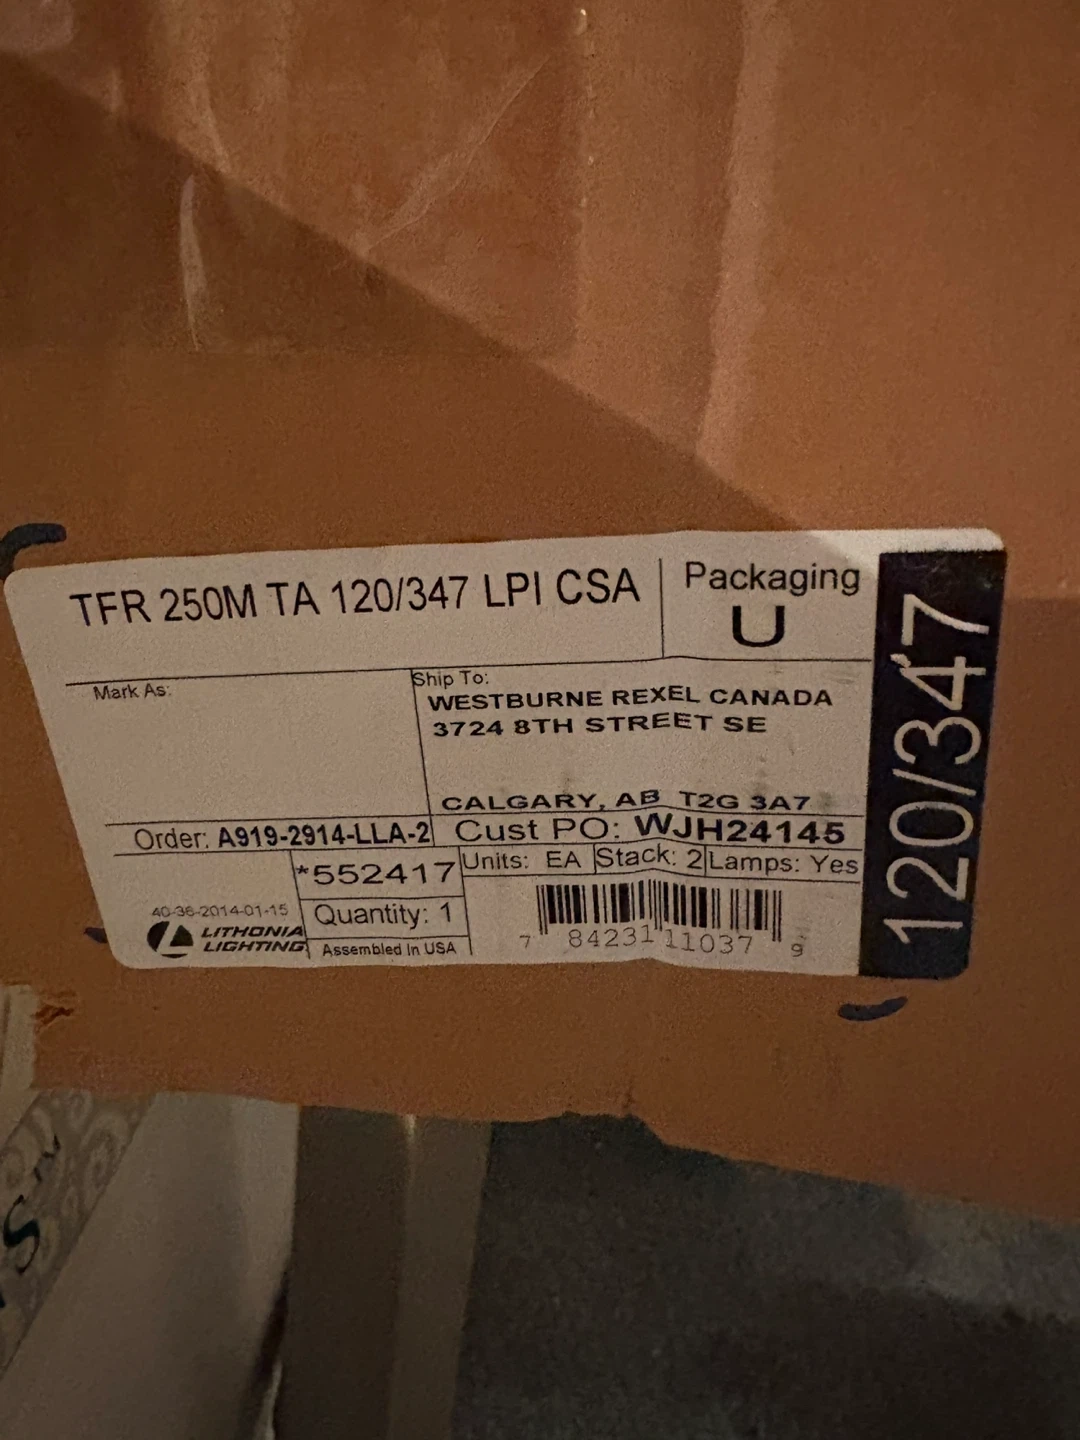 TFR 250M TA 120/347 LPI CSA
Packaging
U
120/347
Mark As:
Ship To:
WESTBURNE REXEL CANADA
3724 8TH STREET SE
CALGARY, AB T2G 3A7
Order: A919-2914-LLA-2
Cust PO: WJH24145
*552417
Units: EA
Stack: 2
Lamps: Yes
40-36-2014-01-15
Quantity: 1
LITHONIA
LIGHTING
Assembled In USA
7 84231 11037 9